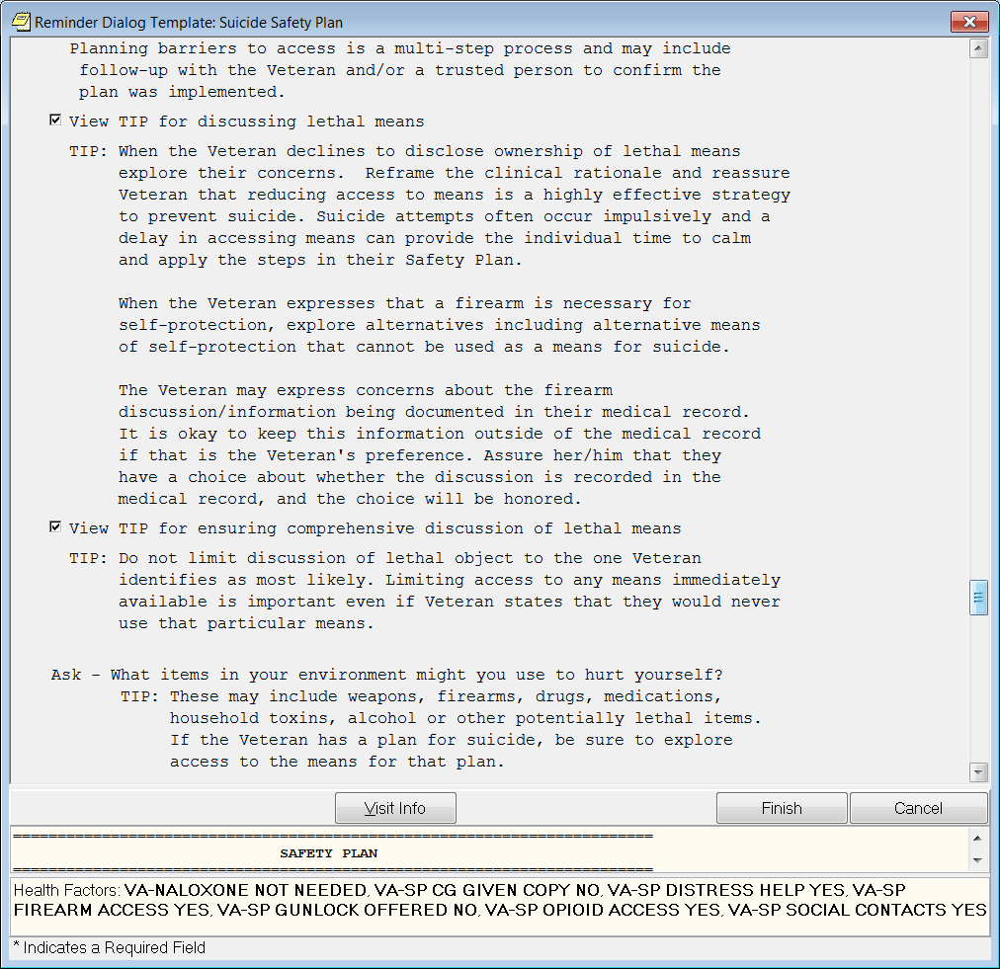 Reminder Dialog Template: Suicide Safety Plan
Planning barriers to access is a multi-step process and may include
follow-up with the Veteran and/or a trusted person to confirm the
plan was implemented.
View TIP for discussing lethal means
TIP: When the Veteran declines to disclose ownership of lethal means
explore their concerns.  Reframe the clinical rationale and reassure
Veteran that reducing access to means is a highly effective strategy
to prevent suicide. Suicide attempts often occur impulsively and a
delay in accessing means can provide the individual time to calm
and apply the steps in their Safety Plan.
When the Veteran expresses that a firearm is necessary for
self-protection, explore alternatives including alternative means
of self-protection that cannot be used as a means for suicide.
The Veteran may express concerns about the firearm
discussion/information being documented in their medical record.
It is okay to keep this information outside of the medical record
if that is the Veteran's preference. Assure her/him that they
have a choice about whether the discussion is recorded in the
medical record, and the choice will be honored.
View TIP for ensuring comprehensive discussion of lethal means
TIP: Do not limit discussion of lethal object to the one Veteran
identifies as most likely. Limiting access to any means immediately
available is important even if Veteran states that they would never
use that particular means.
Ask - What items in your environment might you use to hurt yourself?
TIP: These may include weapons, firearms, drugs, medications,
household toxins, alcohol or other potentially lethal items.
If the Veteran has a plan for suicide, be sure to explore
access to the means for that plan.
Visit Info Finish Cancel
========================================================================
SAFETY PLAN
========================================================================
Health Factors: VA-NALOXONE NOT NEEDED, VA-SP CG GIVEN COPY NO, VA-SP DISTRESS HELP YES, VA-SP
FIREARM ACCESS YES, VA-SP GUNLOCK OFFERED NO, VA-SP OPIOID ACCESS YES, VA-SP SOCIAL CONTACTS YES
* Indicates a Required Field